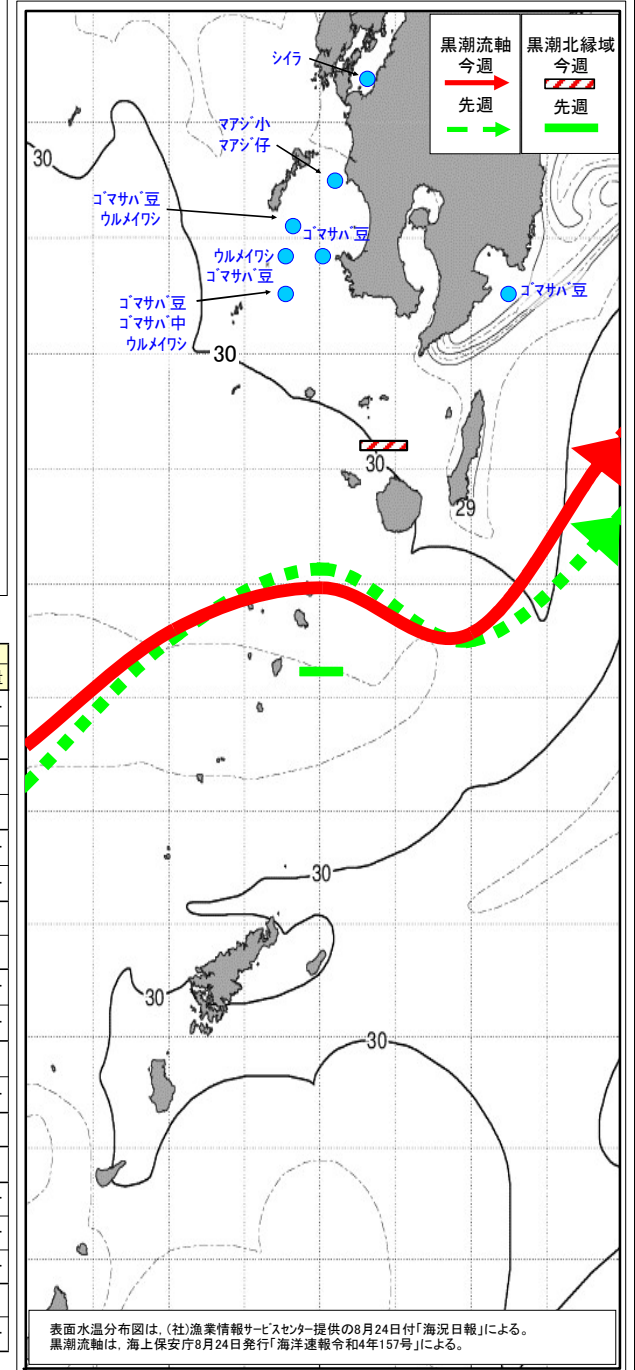 黒潮流軸
今週
先週
黒潮北縁域
今週
先週
シイラ
マアジ小
マアジ仔
30
ゴマサバ豆
ウルメイワシ
ゴマサバ豆
ウルメイワシ
ゴマサバ豆
ゴマサバ豆
ゴマサバ豆
ゴマサバ中
ウルメイワシ
30
30
29
30
30
30
表面水温分布図は，(社)漁業情報サービスセンター提供の8月24日付「海況日報」による。
黒潮流軸は，海上保安庁8月24日発行「海洋速報令和4年157号」による。